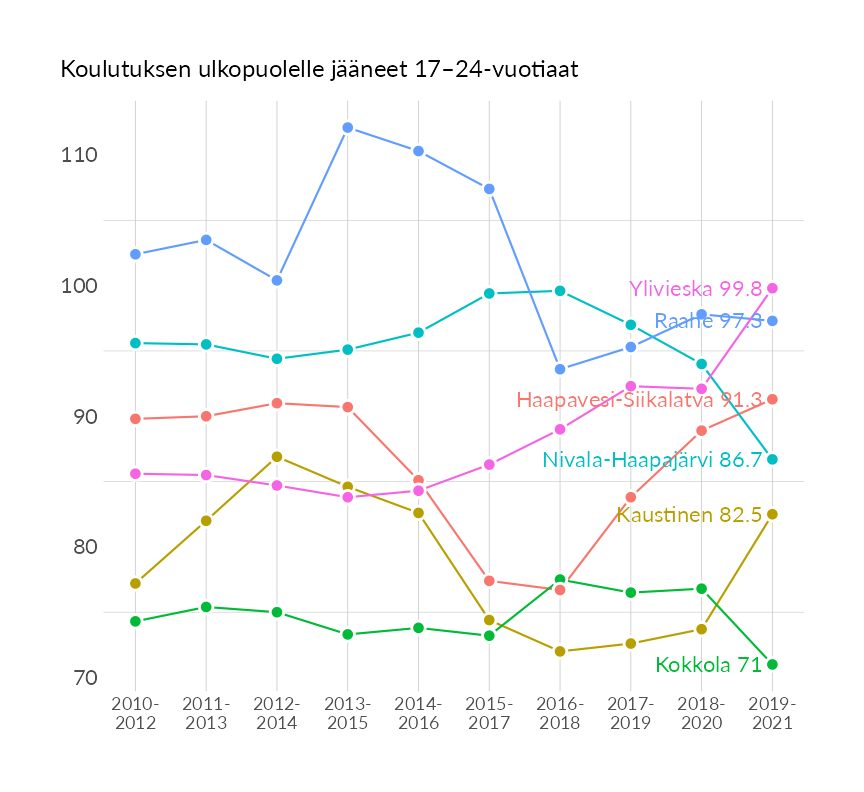 Koulutuksen ulkopuolelle jääneet 17–24-vuotiaat
110
100
90
80
70
Ylivieska 99.8
Raahe 97.3
Haapavesi-Siikalatva 91.3
Nivala-Haapajärvi 86.7
Kaustinen 82.5
Kokkola 71
2010- 2011- 2012- 2013- 2014- 2015- 2016- 2017- 2018- 2019-
2012 2013 2014 2015 2016 2017 2018 2019 2020 2021